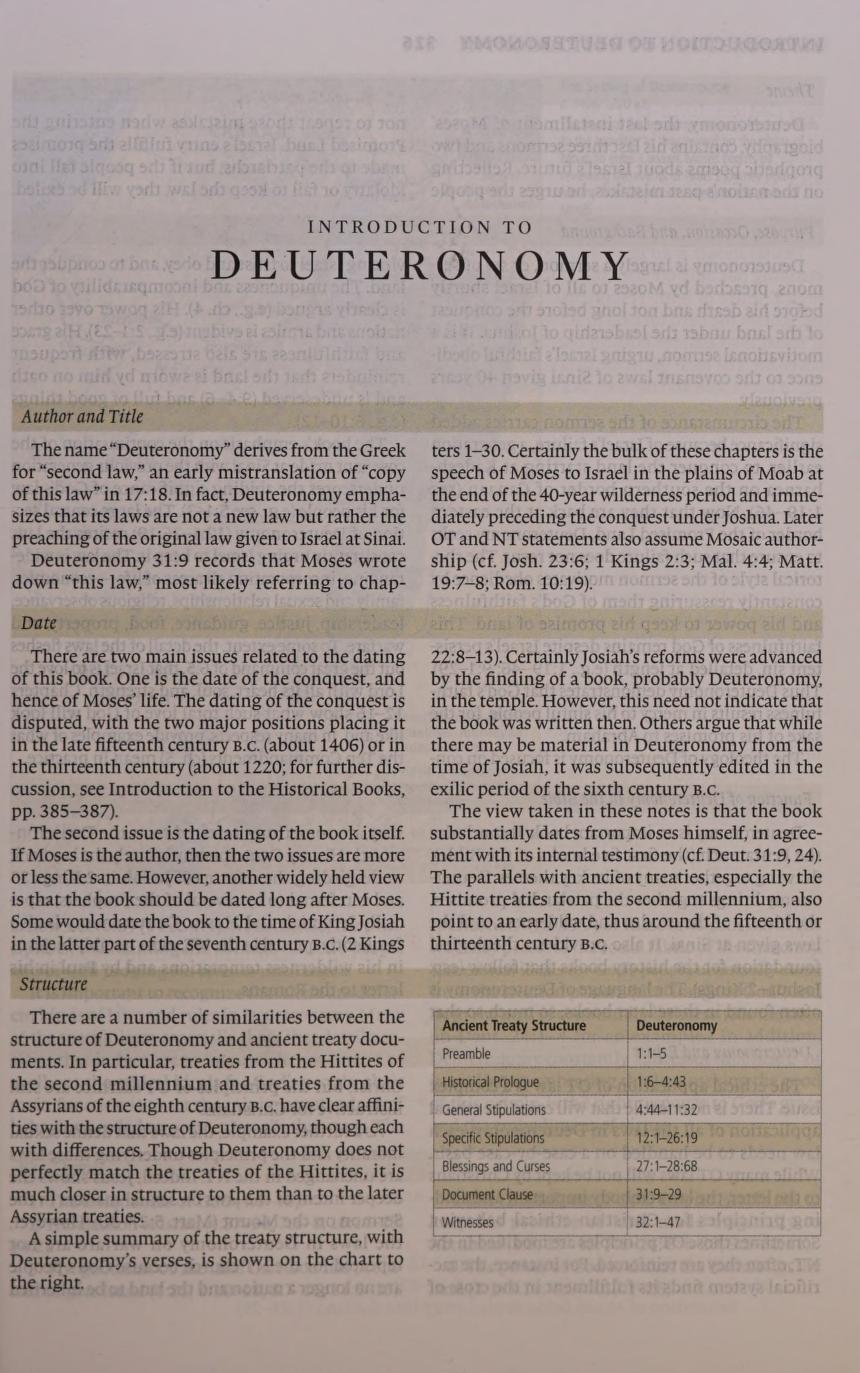 INTRODUCTION TO
DEUTERONOMY
Author and Title
The name “Deuteronomy” derives from the Greek
for “second law,” an early mistranslation of “copy
of this law” in 17:18. In fact, Deuteronomy empha-
sizes that its laws are not a new law but rather the
preaching of the original law given to Israel at Sinai.
Deuteronomy 31:9 records that Moses wrote
down “this law,” most likely referring to chap-
ters 1–30. Certainly the bulk of these chapters is the
speech of Moses to Israel in the plains of Moab at
the end of the 40-year wilderness period and imme-
diately preceding the conquest under Joshua. Later
OT and NT statements also assume Mosaic author-
ship (cf. Josh. 23:6; 1 Kings 2:3; Mal. 4:4; Matt.
19:7–8; Rom. 10:19).
Date
There are two main issues related to the dating
of this book. One is the date of the conquest, and
hence of Moses’ life. The dating of the conquest is
disputed, with the two major positions placing it
in the late fifteenth century B.C. (about 1406) or in
the thirteenth century (about 1220; for further dis-
cussion, see Introduction to the Historical Books,
pp. 385–387).
The second issue is the dating of the book itself.
If Moses is the author, then the two issues are more
or less the same. However, another widely held view
is that the book should be dated long after Moses.
Some would date the book to the time of King Josiah
in the latter part of the seventh century B.C. (2 Kings
22:8–13). Certainly Josiah’s reforms were advanced
by the finding of a book, probably Deuteronomy,
in the temple. However, this need not indicate that
the book was written then. Others argue that while
there may be material in Deuteronomy from the
time of Josiah, it was subsequently edited in the
exilic period of the sixth century B.C.
The view taken in these notes is that the book
substantially dates from Moses himself, in agree-
ment with its internal testimony (cf. Deut. 31:9, 24).
The parallels with ancient treaties, especially the
Hittite treaties from the second millennium, also
point to an early date, thus around the fifteenth or
thirteenth century B.C.
Structure
There are a number of similarities between the
structure of Deuteronomy and ancient treaty docu-
ments. In particular, treaties from the Hittites of
the second millennium and treaties from the
Assyrians of the eighth century B.C. have clear affini-
ties with the structure of Deuteronomy, though each
with differences. Though Deuteronomy does not
perfectly match the treaties of the Hittites, it is
much closer in structure to them than to the later
Assyrian treaties.
A simple summary of the treaty structure, with
Deuteronomy’s verses, is shown on the chart to
the right.
Ancient Treaty Structure Deuteronomy
Preamble 1:1–5
Historical Prologue 1:6–4:43
General Stipulations 4:44–11:32
Specific Stipulations 12:1–26:19
Blessings and Curses 27:1–28:68
Document Clause 31:9–29
Witnesses 32:1–47